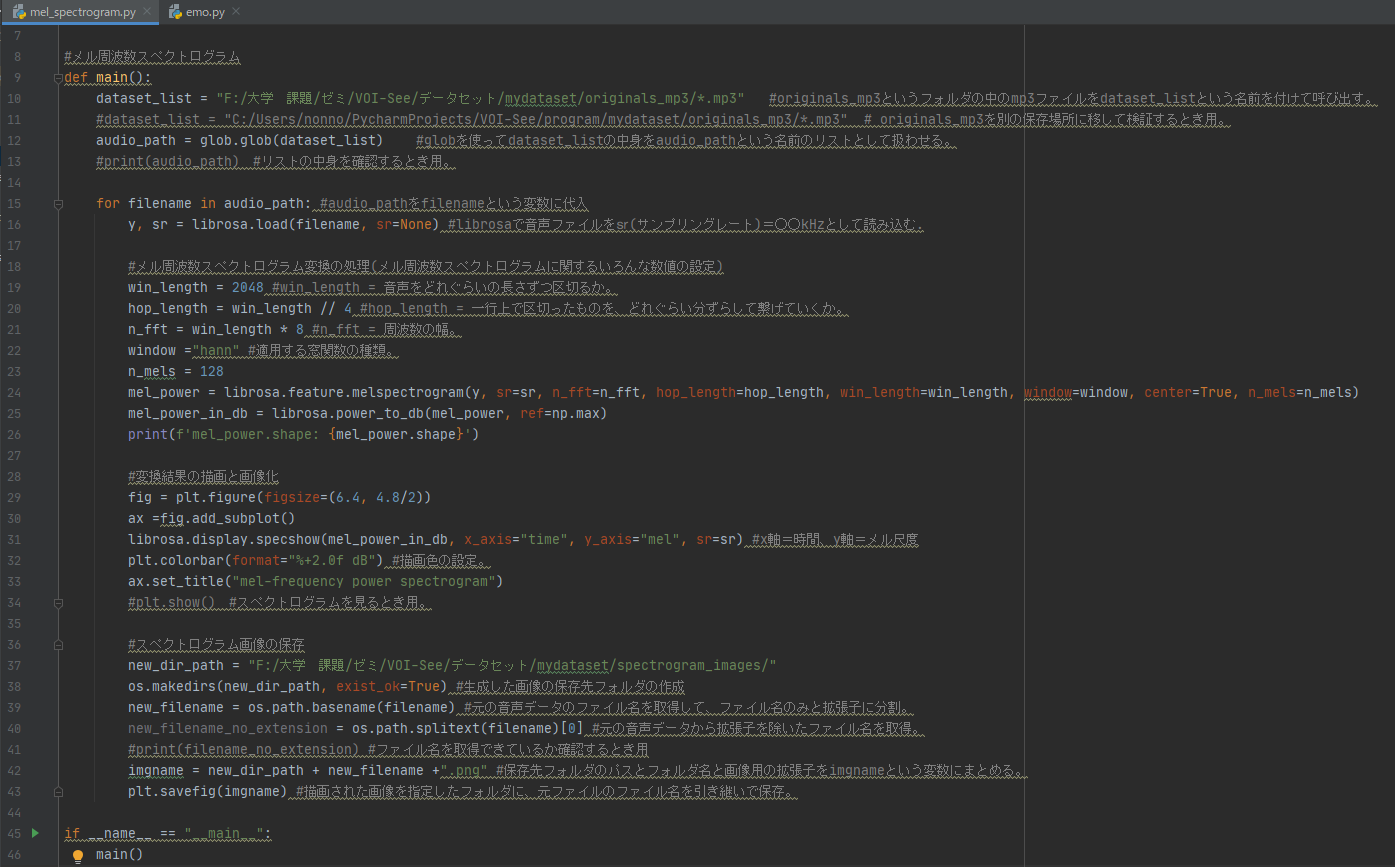 mel_spectrogram.py × emo.py ×
7
8 #メル周波数スペクトログラム
9 def main():
10 dataset_list = "F:/大学　課題/ゼミ/VOI-See/データセット/mydataset/originals_mp3/*.mp3" #originals_mp3というフォルダの中のmp3ファイルをdataset_listという名前を付けて呼び出す。
11 #dataset_list = "C:/Users/nonno/PycharmProjects/VOI-See/program/mydataset/originals_mp3/*.mp3" # originals_mp3を別の保存場所に移して検証するとき用。
12 audio_path = glob.glob(dataset_list) #globを使ってdataset_listの中身をaudio_pathという名前のリストとして扱わせる。
13 #print(audio_path) #リストの中身を確認するとき用。
14
15 for filename in audio_path: #audio_pathをfilenameという変数に代入
16 y, sr = librosa.load(filename, sr=None) #librosaで音声ファイルをsr(サンプリングレート)＝〇〇kHzとして読み込む.
17
18 #メル周波数スペクトログラム変換の処理(メル周波数スペクトログラムに関するいろんな数値の設定)
19 win_length = 2048 #win_length = 音声をどれぐらいの長さずつ区切るか。
20 hop_length = win_length // 4 #hop_length = 一行上で区切ったものを、どれぐらい分ずらして繋げていくか。
21 n_fft = win_length * 8 #n_fft = 周波数の幅。
22 window ="hann" #適用する窓関数の種類。
23 n_mels = 128
24 mel_power = librosa.feature.melspectrogram(y, sr=sr, n_fft=n_fft, hop_length=hop_length, win_length=win_length, window=window, center=True, n_mels=n_mels)
25 mel_power_in_db = librosa.power_to_db(mel_power, ref=np.max)
26 print(f'mel_power.shape: {mel_power.shape}')
27
28 #変換結果の描画と画像化
29 fig = plt.figure(figsize=(6.4, 4.8/2))
30 ax =fig.add_subplot()
31 librosa.display.specshow(mel_power_in_db, x_axis="time", y_axis="mel", sr=sr) #x軸＝時間、y軸＝メル尺度
32 plt.colorbar(format="%+2.0f dB") #描画色の設定。
33 ax.set_title("mel-frequency power spectrogram")
34 #plt.show() #スペクトログラムを見るとき用。
35
36 #スペクトログラム画像の保存
37 new_dir_path = "F:/大学　課題/ゼミ/VOI-See/データセット/mydataset/spectrogram_images/"
38 os.makedirs(new_dir_path, exist_ok=True) #生成した画像の保存先フォルダの作成
39 new_filename = os.path.basename(filename) #元の音声データのファイル名を取得して、ファイル名のみと拡張子に分割。
40 new_filename_no_extension = os.path.splitext(filename)[0] #元の音声データから拡張子を除いたファイル名を取得。
41 #print(filename_no_extension) #ファイル名を取得できているか確認するとき用
42 imgname = new_dir_path + new_filename +".png" #保存先フォルダのパスとフォルダ名と画像用の拡張子をimgnameという変数にまとめる。
43 plt.savefig(imgname) #描画された画像を指定したフォルダに、元ファイルのファイル名を引き継いで保存。
44
45 if __name__ == "__main__":
46 main()